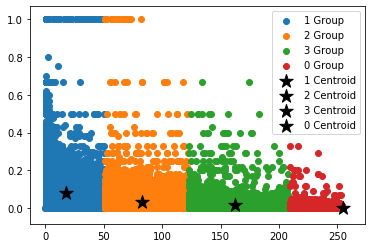 1.0
0.8
0.6
0.4
0.2
0.0
0
50
100
150
200
250
1 Group
2 Group
3 Group
0 Group
1 Centroid
2 Centroid
3 Centroid
0 Centroid